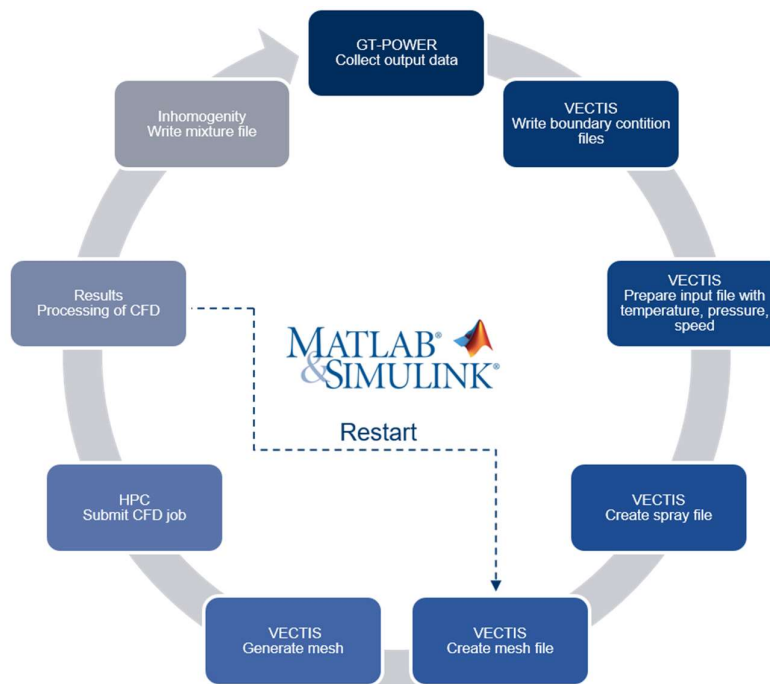 GT-POWER
Collect output data
VECTIS
Write boundary contition
files
VECTIS
Prepare input file with
temperature, pressure,
speed
VECTIS
Create spray file
VECTIS
Create mesh file
VECTIS
Generate mesh
HPC
Submit CFD job
Results
Processing of CFD
Inhomogenity
Write mixture file
MATLAB®
&SIMULINK®
Restart